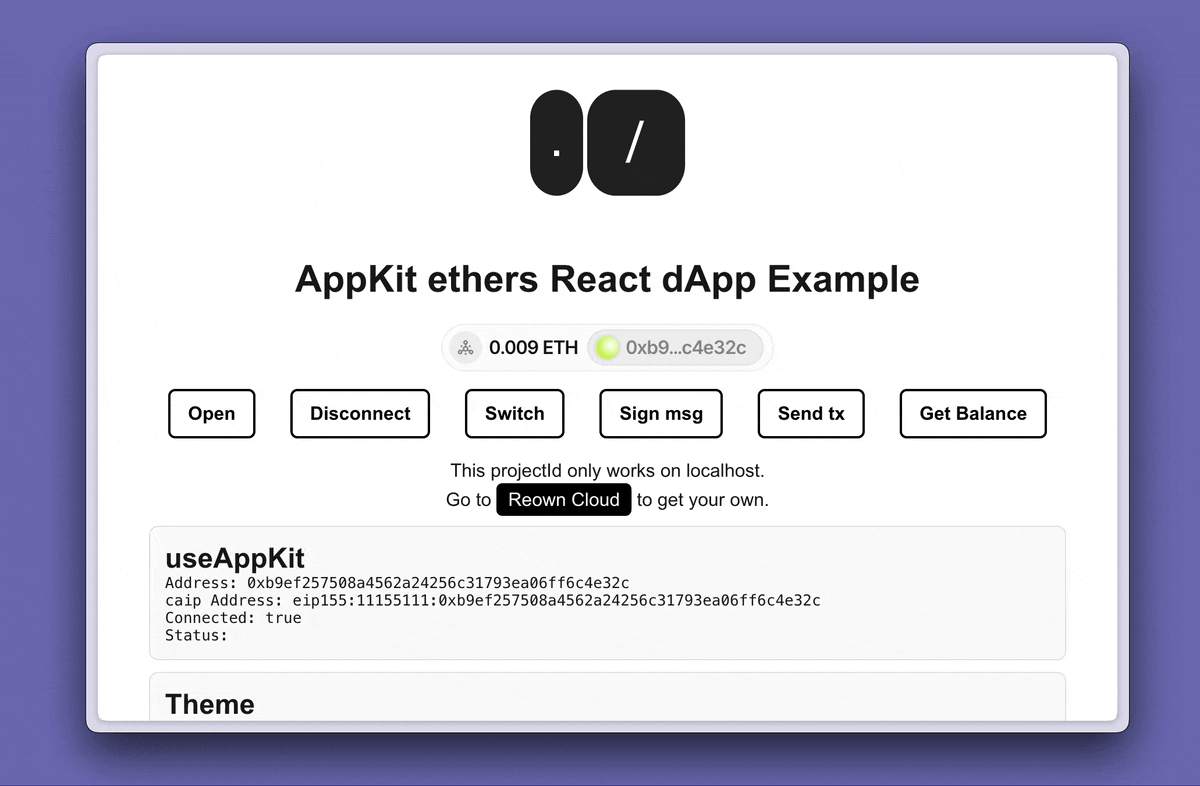 . /
AppKit ethers React dApp Example
0.009 ETH 0xb9...c4e32c
Open Disconnect Switch Sign msg Send tx Get Balance
This projectId only works on localhost.
Go to Reown Cloud to get your own.
useAppKit
Address: 0xb9ef257508a4562a24256c31793ea06ff6c4e32c
caip Address: eip155:11155111:0xb9ef257508a4562a24256c31793ea06ff6c4e32c
Connected: true
Status:
Theme